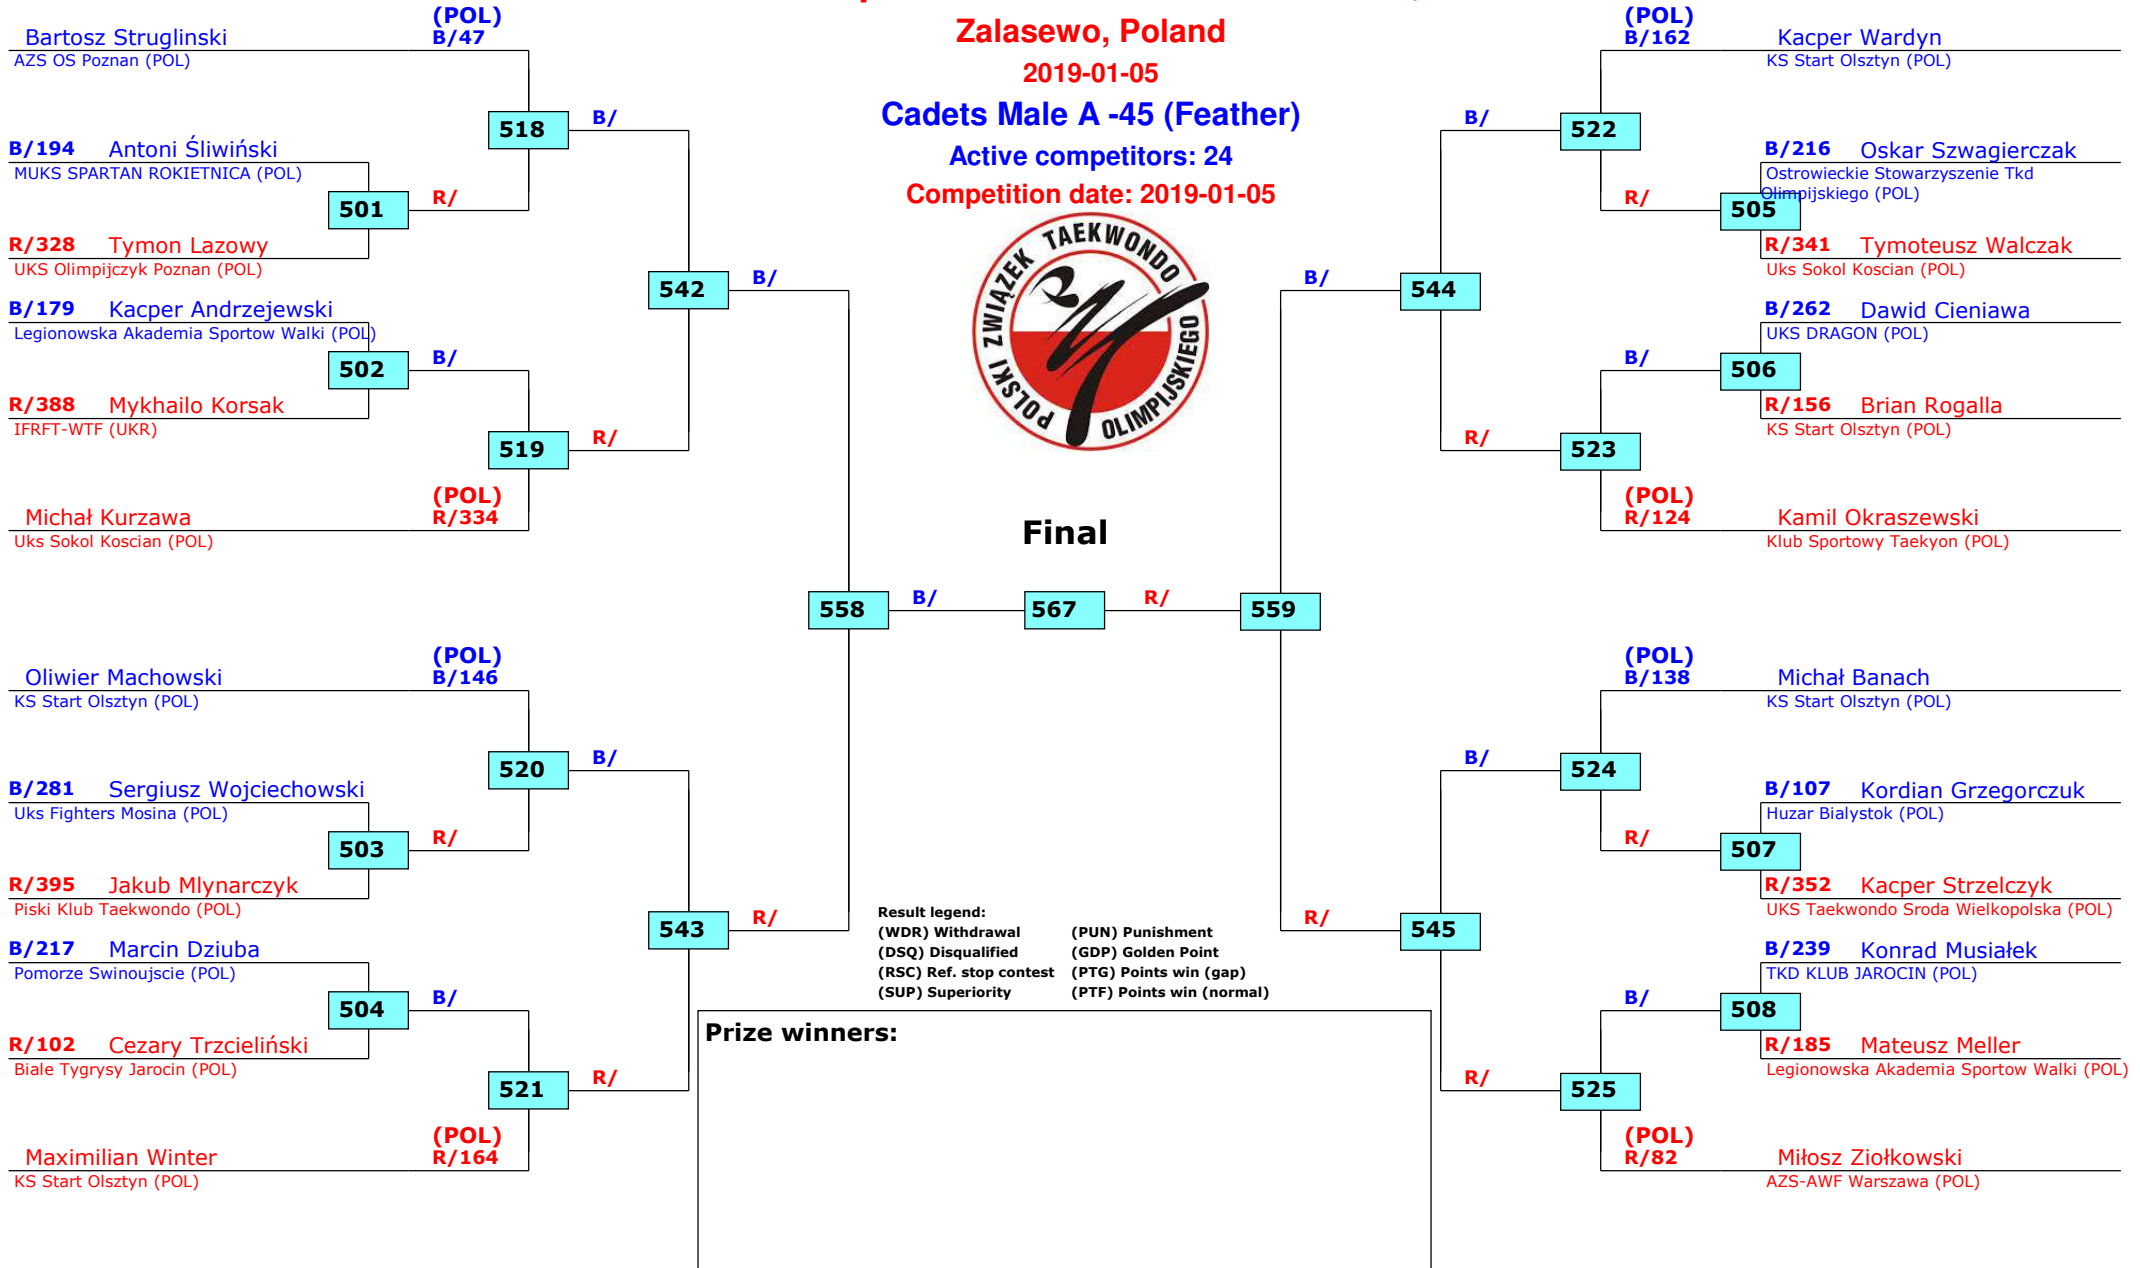 Zalasewo, Poland
2019-01-05
Cadets Male A -45 (Feather)
Active competitors: 24
Competition date: 2019-01-05
POLSKI ZWIĄZEK TAEKWONDO OLIMPIJSKIEGO
(POL)
Bartosz Struglinski B/47
AZS OS Poznan (POL)
518 B/
B/194 Antoni Śliwiński
MUKS SPARTAN ROKIETNICA (POL)
501 R/
R/328 Tymon Lazowy
UKS Olimpijczyk Poznan (POL)
542 B/
B/179 Kacper Andrzejewski
Legionowska Akademia Sportow Walki (POL)
502 B/
R/388 Mykhailo Korsak
IFRFT-WTF (UKR)
519 R/
(POL)
Michał Kurzawa R/334
Uks Sokol Koscian (POL)
(POL)
Oliwier Machowski B/146
KS Start Olsztyn (POL)
520 B/
B/281 Sergiusz Wojciechowski
Uks Fighters Mosina (POL)
503 R/
R/395 Jakub Mlynarczyk
Piski Klub Taekwondo (POL)
543 R/
B/217 Marcin Dziuba
Pomorze Swinoujscie (POL)
504 B/
R/102 Cezary Trzcieliński
Biale Tygrysy Jarocin (POL)
521 R/
(POL)
Maximilian Winter R/164
KS Start Olsztyn (POL)
Final
558 B/ 567 R/ 559
(POL)
B/162 Kacper Wardyn
KS Start Olsztyn (POL)
B/ 522
B/216 Oskar Szwagierczak
Ostrowieckie Stowarzyszenie Tkd
Olimpijskiego (POL)
R/ 505
R/341 Tymoteusz Walczak
Uks Sokol Koscian (POL)
B/ 544
B/262 Dawid Cieniawa
UKS DRAGON (POL)
B/ 506
R/156 Brian Rogalla
KS Start Olsztyn (POL)
R/ 523
(POL)
R/124 Kamil Okraszewski
Klub Sportowy Taekyon (POL)
(POL)
B/138 Michał Banach
KS Start Olsztyn (POL)
B/ 524
B/107 Kordian Grzegorczuk
Huzar Bialystok (POL)
R/ 507
R/352 Kacper Strzelczyk
UKS Taekwondo Sroda Wielkopolska (POL)
R/ 545
B/239 Konrad Musiałek
TKD KLUB JAROCIN (POL)
B/ 508
R/185 Mateusz Meller
Legionowska Akademia Sportow Walki (POL)
R/ 525
(POL)
R/82 Miłosz Ziołkowski
AZS-AWF Warszawa (POL)
Result legend:
(WDR) Withdrawal (PUN) Punishment
(DSQ) Disqualified (GDP) Golden Point
(RSC) Ref. stop contest (PTG) Points win (gap)
(SUP) Superiority (PTF) Points win (normal)
Prize winners: